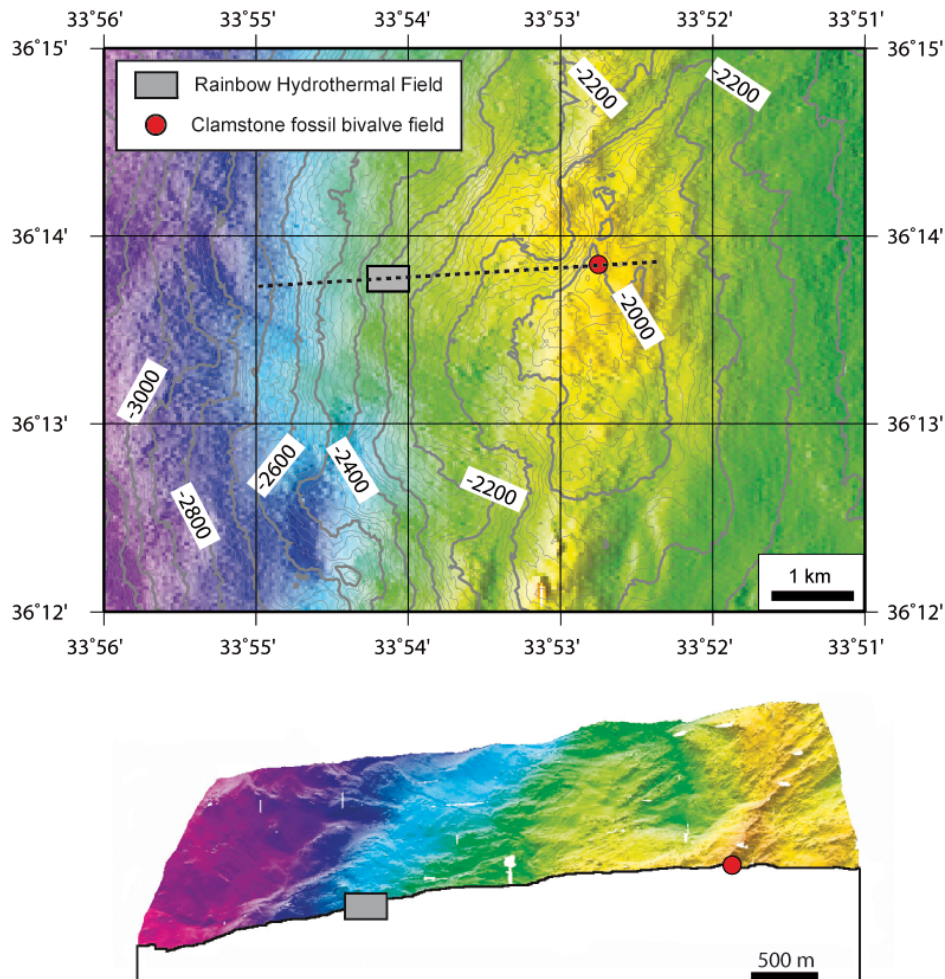 33°56' 33°55' 33°54' 33°53' 33°52' 33°51'
36°15' 36°15'
Rainbow Hydrothermal Field
Clamstone fossil bivalve field
-2200
-2200
36°14' 36°14'
-2000
-3000
36°13' 36°13'
-2600
-2400
-2200
-2800
1 km
36°12' 36°12'
33°56' 33°55' 33°54' 33°53' 33°52' 33°51'
500 m